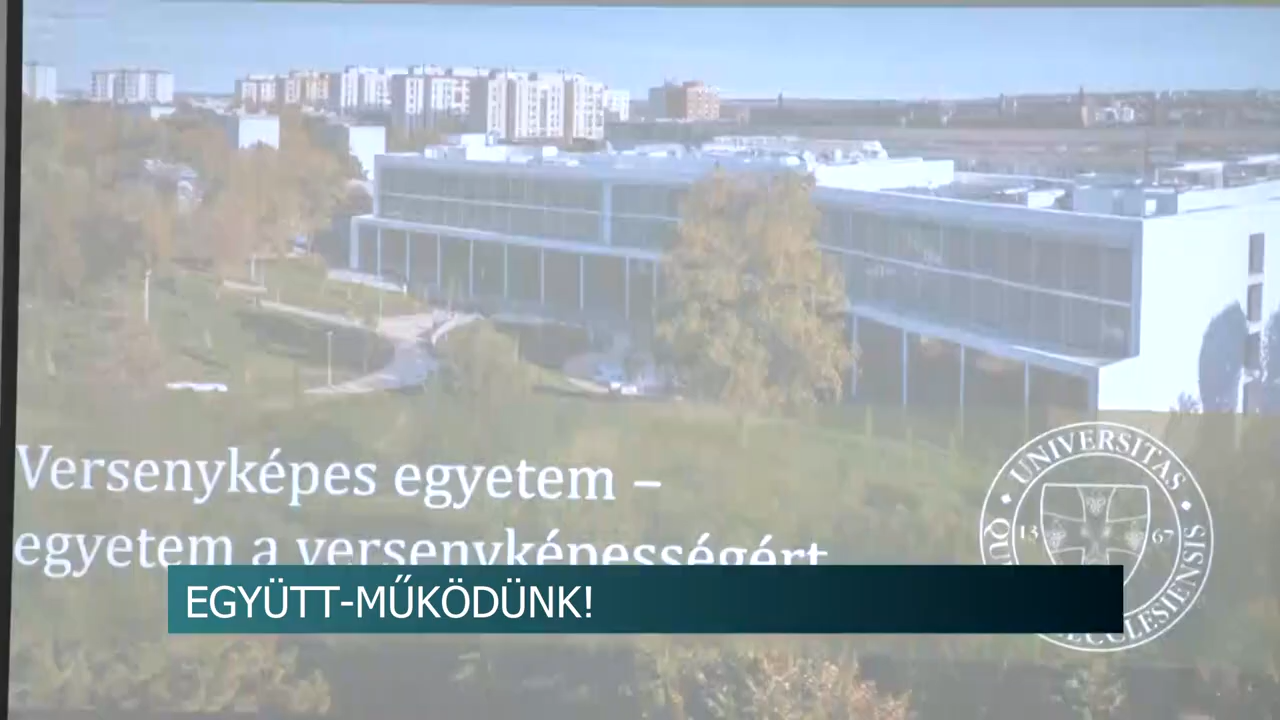 Versenyképes egyetem –
egyetem a versenyképességért
UNIVERSITAS
13 67
EGYÜTT-MŰKÖDÜNK!